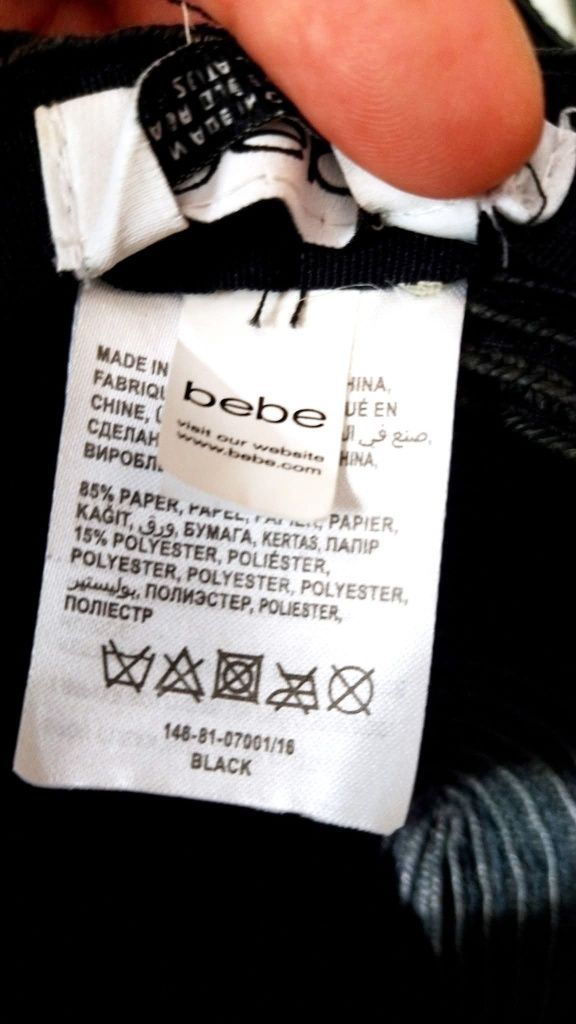 bebe
visit our website
www.bebe.com
MADE IN HINA,
FABRIQU UÉ EN
CHINE, صنع في
СДЕЛАН HINA,
ВИРОБЛ
85% PAPER, PAPEL, PAPIER, PAPIER,
KAĞIT, ورق, БУМАГА, KERTAS, ПАПІР
15% POLYESTER, POLIÉSTER,
POLYESTER, POLYESTER, POLYESTER,
بوليستير, ПОЛИЭСТЕР, POLIESTER,
ПОЛІЕСТР
146-81-07001/16
BLACK